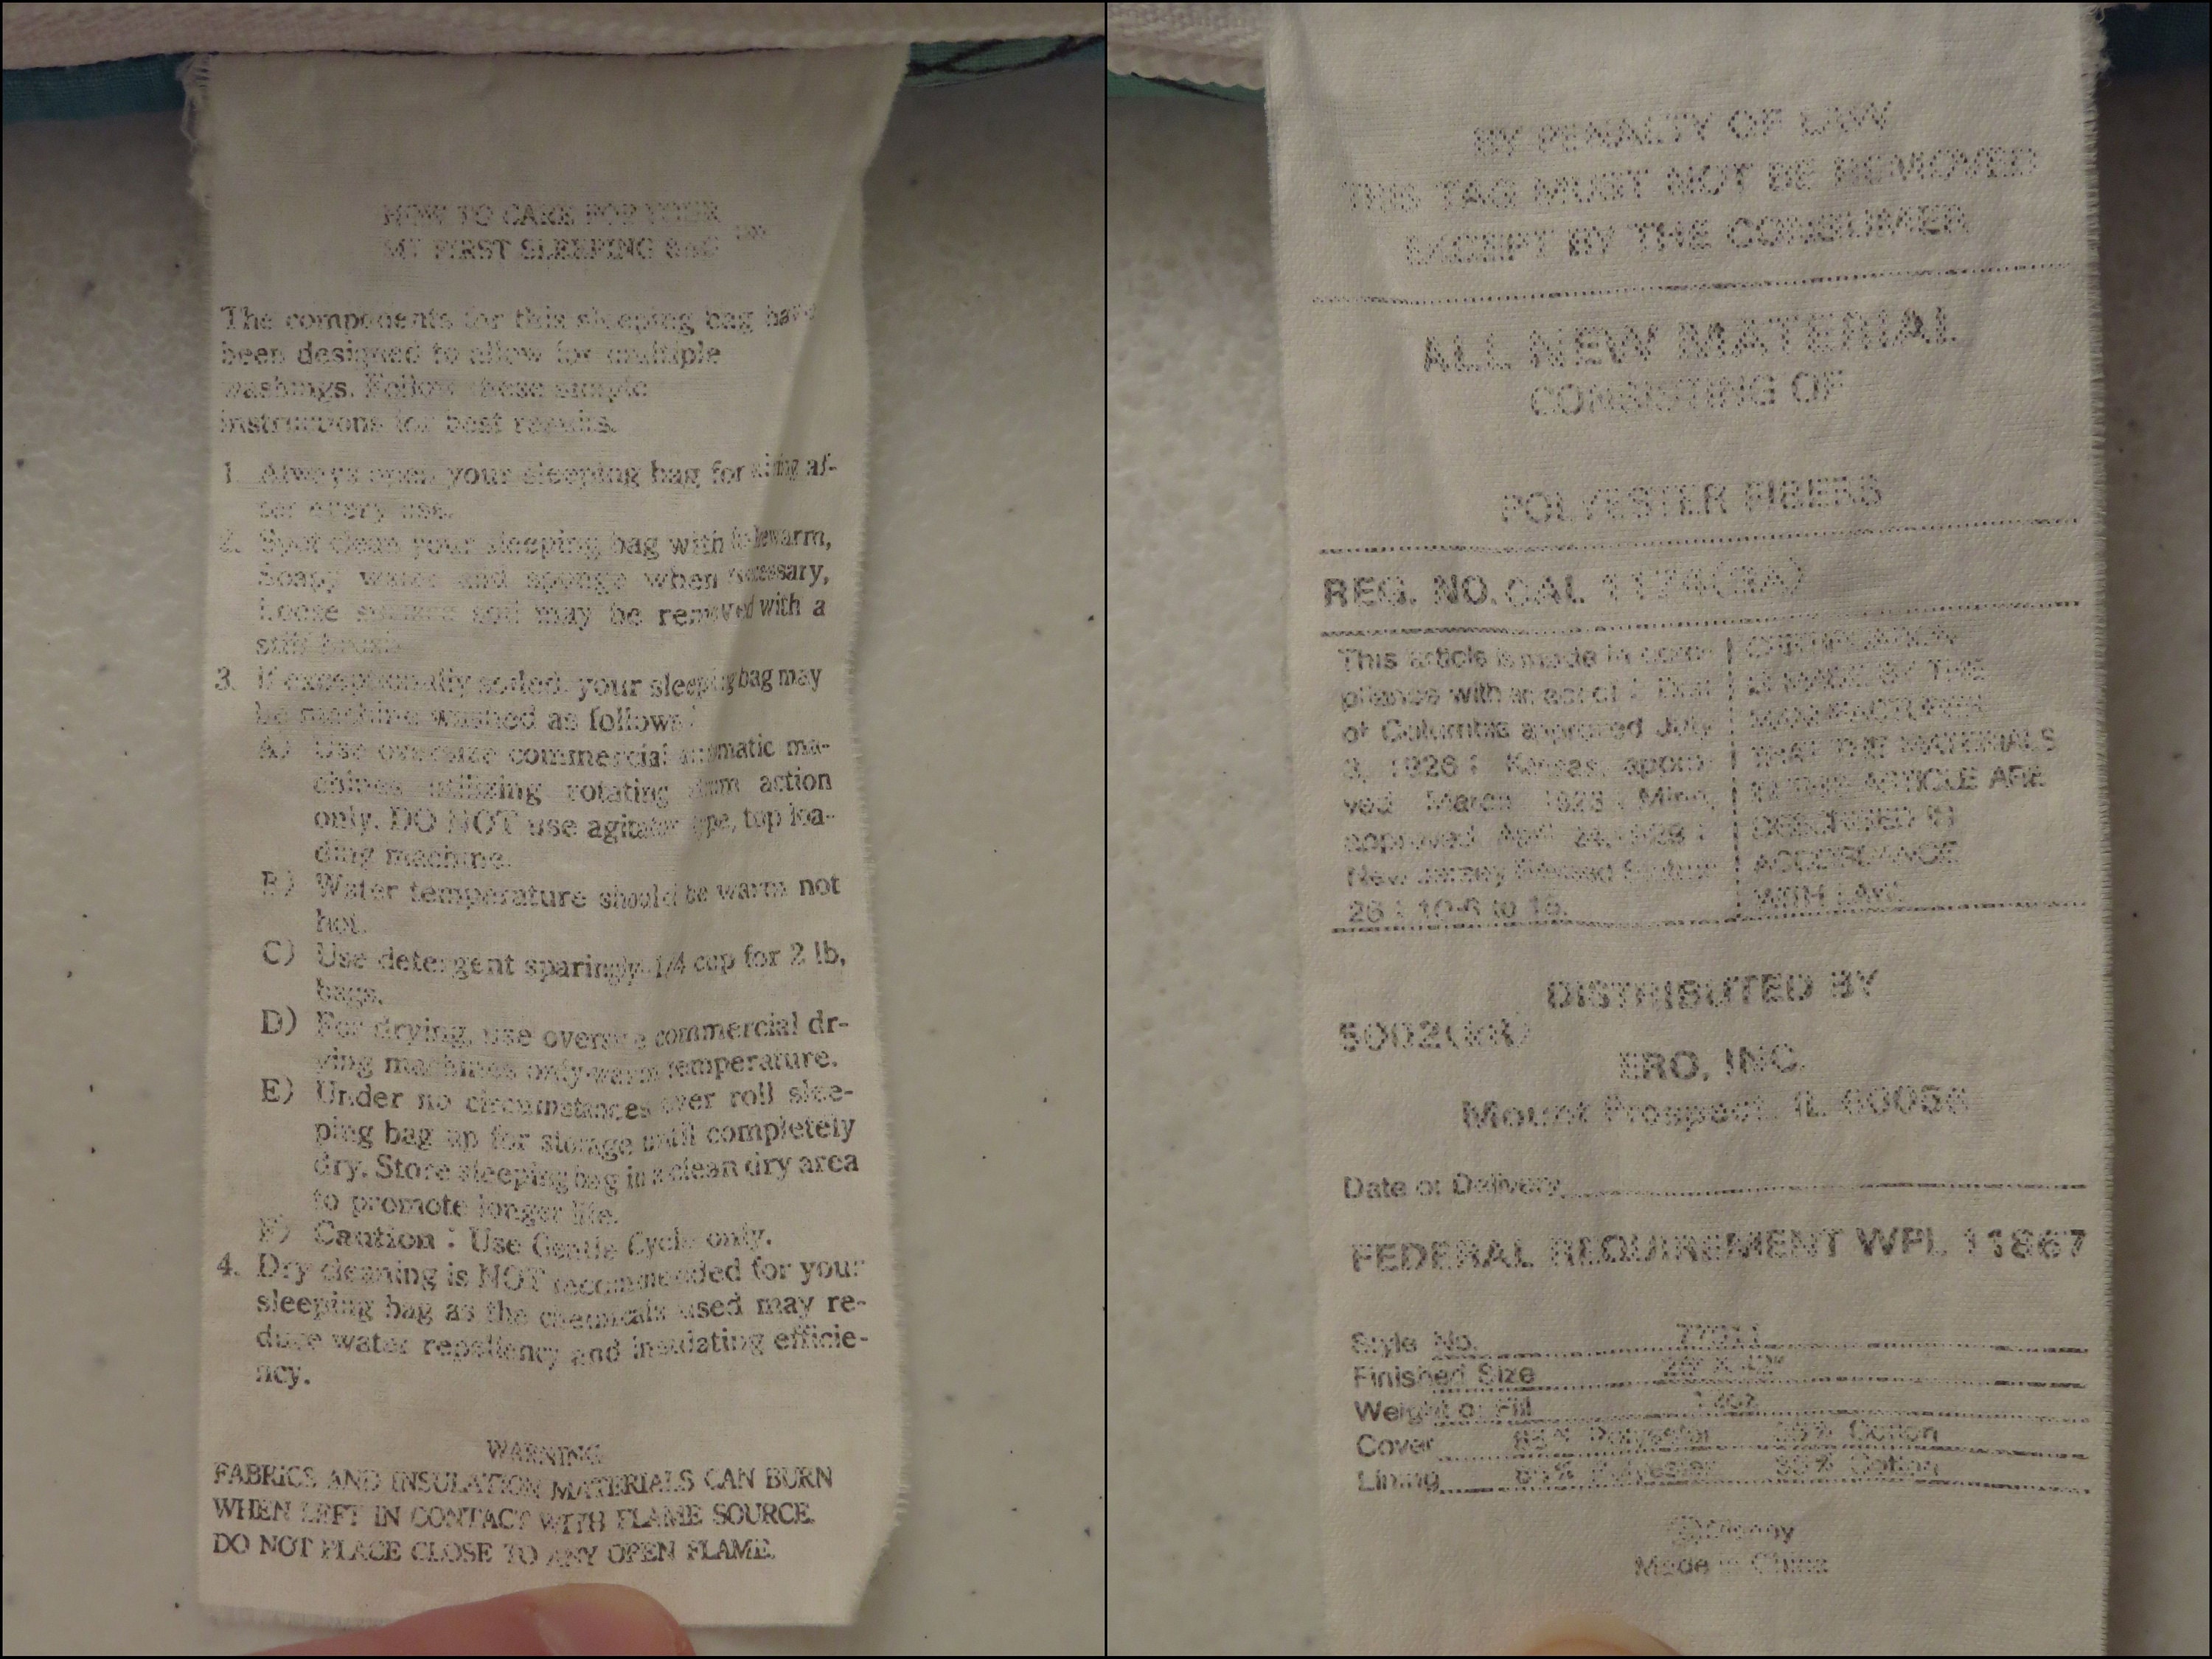 HOW TO CARE FOR YOUR
MY FIRST SLEEPING BAG
The components for this sleeping bag have
been designed to allow for multiple
washings. Follow these simple
instructions for best results.
1. Always open your sleeping bag for airing af-
ter every use.
2. Spot clean your sleeping bag with lukewarm,
Soapy water and sponge when necessary,
Loose surface soil may be removed with a
stiff brush.
3. If exceptionally soiled, your sleeping bag may
be machine washed as follows:
A) Use oversize commercial automatic ma-
chines utilizing rotating drum action
only. DO NOT use agitator type, top loa-
ding machine.
B) Water temperature should be warm not
hot.
C) Use detergent sparingly-1/4 cup for 2 lb,
bags.
D) For drying, use oversize commercial dr-
ying machines only-warm temperature.
E) Under no circumstances ever roll slee-
ping bag up for storage until completely
dry. Store sleeping bag in a clean dry area
to promote longer life.
F) Caution : Use Gentle Cycle only.
4. Dry cleaning is NOT recommended for your
sleeping bag as the chemicals used may re-
duce water repellency and insulating efficie-
ncy.
WARNING
FABRICS AND INSULATION MATERIALS CAN BURN
WHEN LEFT IN CONTACT WITH FLAME SOURCE.
DO NOT PLACE CLOSE TO ANY OPEN FLAME.
BY PENALTY OF LAW
THIS TAG MUST NOT BE REMOVED
EXCEPT BY THE CONSUMER
ALL NEW MATERIAL
CONSISTING OF
POLYESTER FIBERS
REG. NO. CAL 1174(GA)
This article is made in com-
pliance with an act of : Dist
of Columbia approved July
3, 1926 : Kansas, appro-
ved March 1923 : Minn.
approved April 24, 1929 :
New Jersey Revised Statute
26 : 10-6 to 18.
CERTIFICATION
IS MADE BY THE
MANUFACTURER
THAT THE MATERIALS
IN THIS ARTICLE ARE
DESCRIBED IN
ACCORDANCE
WITH LAW.
DISTRIBUTED BY
ERO, INC.
Mount Prospect, IL 60056
Date of Delivery
FEDERAL REQUIREMENT WPL 11867
Style No. 77011
Finished Size
Weight of Fill
Cover 65% Polyester 35% Cotton
Lining 65% Polyester 35% Cotton
©Disney
Made in China